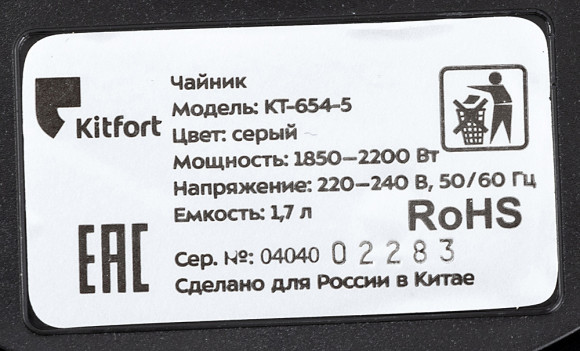 Kitfort
Чайник
Модель: КТ-654-5
Цвет: серый
Мощность: 1850–2200 Вт
Напряжение: 220–240 В, 50/60 Гц
Емкость: 1,7 л
RoHS
EAC
Сер. №: 04040 02283
Сделано для России в Китае